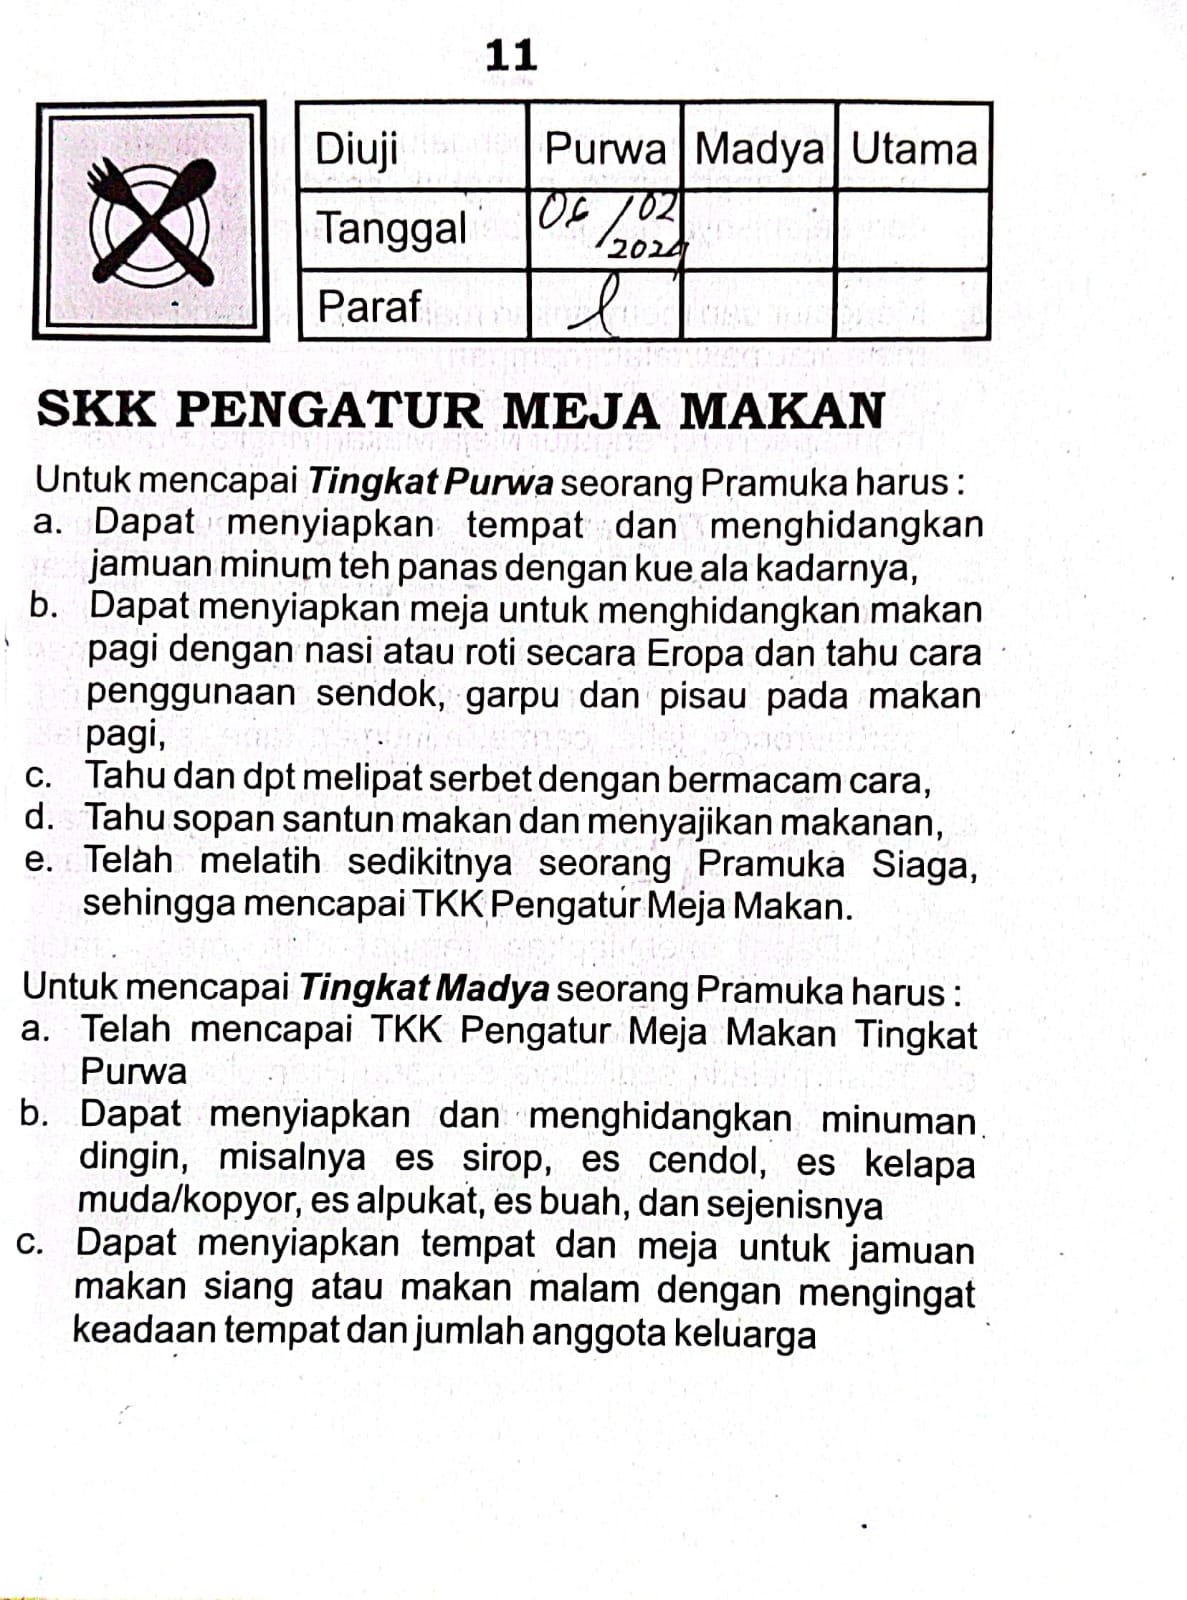 11
Diuji Purwa Madya Utama
Tanggal 06/02
2024
Paraf
SKK PENGATUR MEJA MAKAN
Untuk mencapai Tingkat Purwa seorang Pramuka harus :
a. Dapat menyiapkan tempat dan menghidangkan
jamuan minum teh panas dengan kue ala kadarnya,
b. Dapat menyiapkan meja untuk menghidangkan makan
pagi dengan nasi atau roti secara Eropa dan tahu cara
penggunaan sendok, garpu dan pisau pada makan
pagi,
c. Tahu dan dpt melipat serbet dengan bermacam cara,
d. Tahu sopan santun makan dan menyajikan makanan,
e. Telah melatih sedikitnya seorang Pramuka Siaga,
sehingga mencapai TKK Pengatur Meja Makan.
Untuk mencapai Tingkat Madya seorang Pramuka harus :
a. Telah mencapai TKK Pengatur Meja Makan Tingkat
Purwa
b. Dapat menyiapkan dan menghidangkan minuman
dingin, misalnya es sirop, es cendol, es kelapa
muda/kopyor, es alpukat, es buah, dan sejenisnya
c. Dapat menyiapkan tempat dan meja untuk jamuan
makan siang atau makan malam dengan mengingat
keadaan tempat dan jumlah anggota keluarga